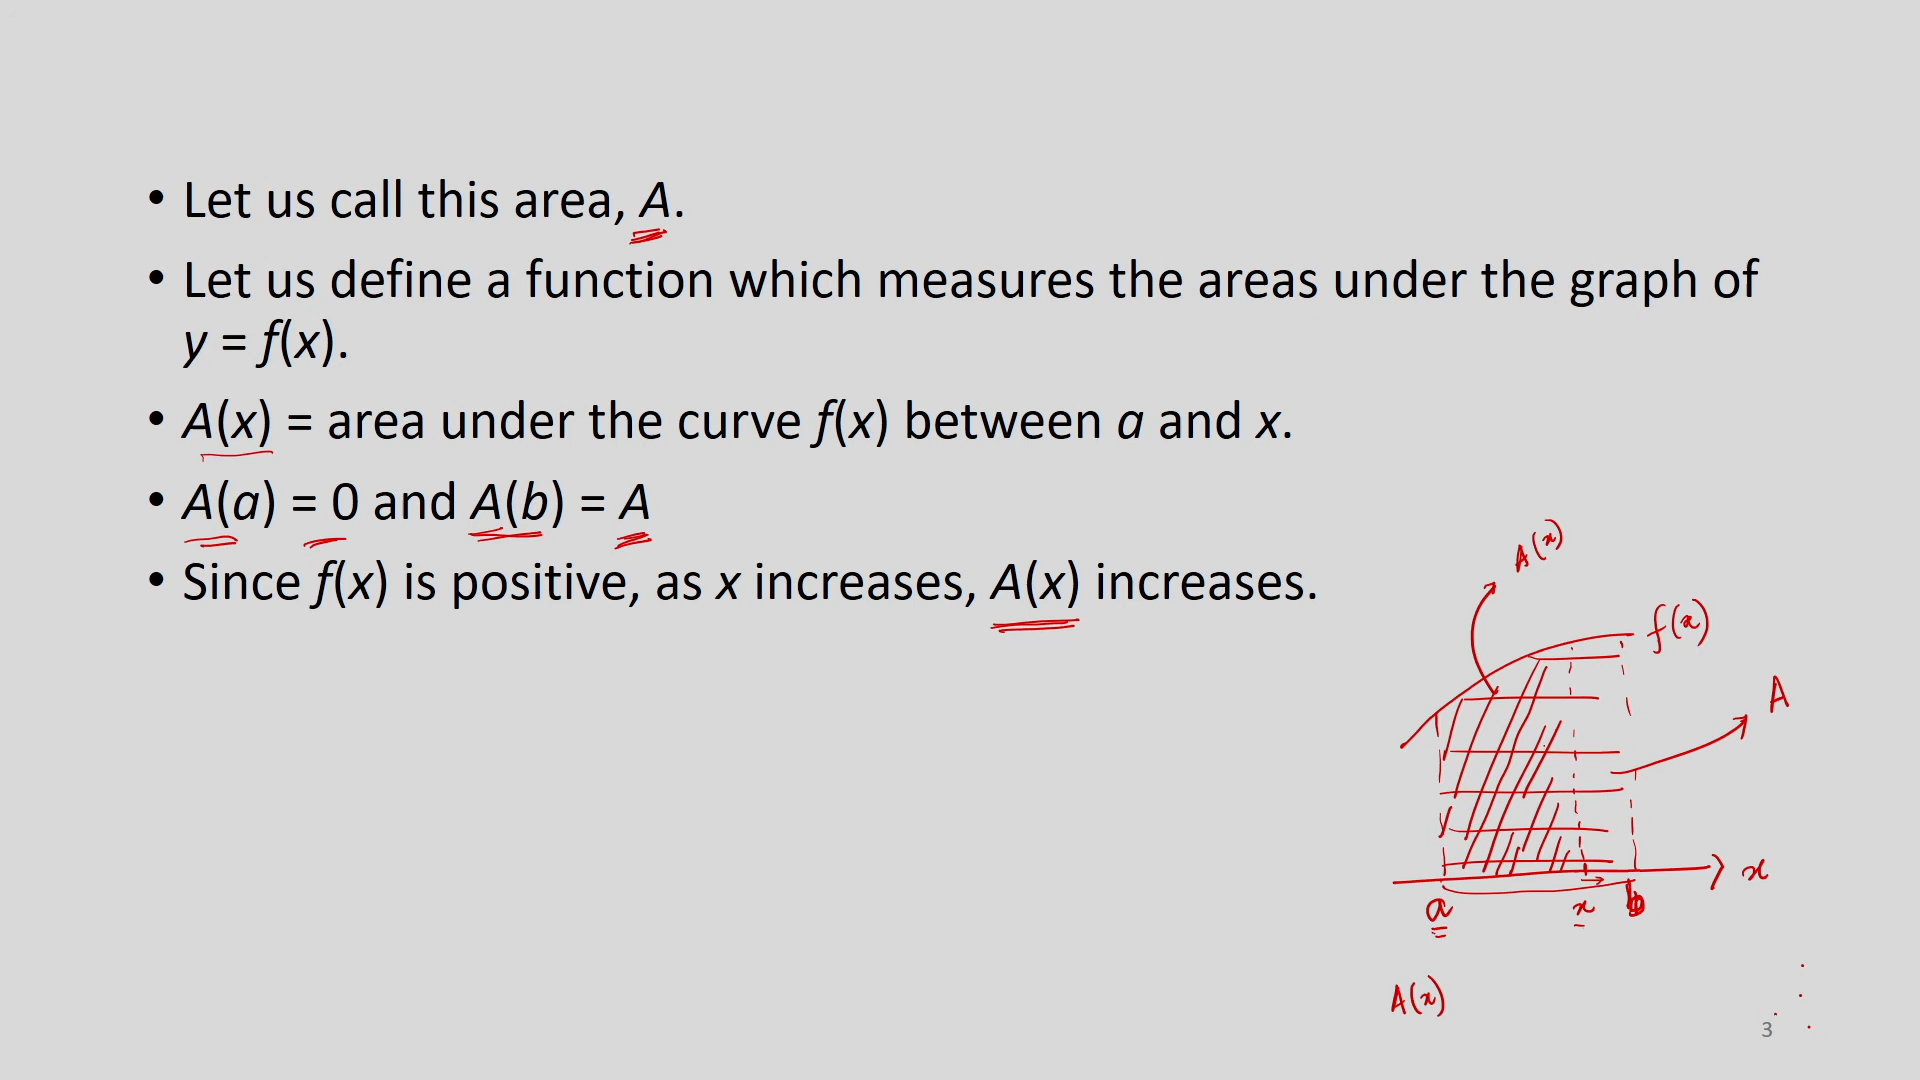 • Let us call this area, A.
• Let us define a function which measures the areas under the graph of
y = f(x).
• A(x) = area under the curve f(x) between a and x.
• A(a) = 0 and A(b) = A
• Since f(x) is positive, as x increases, A(x) increases.
A(x)
f(x)
A
x
a x b
A(x)
3